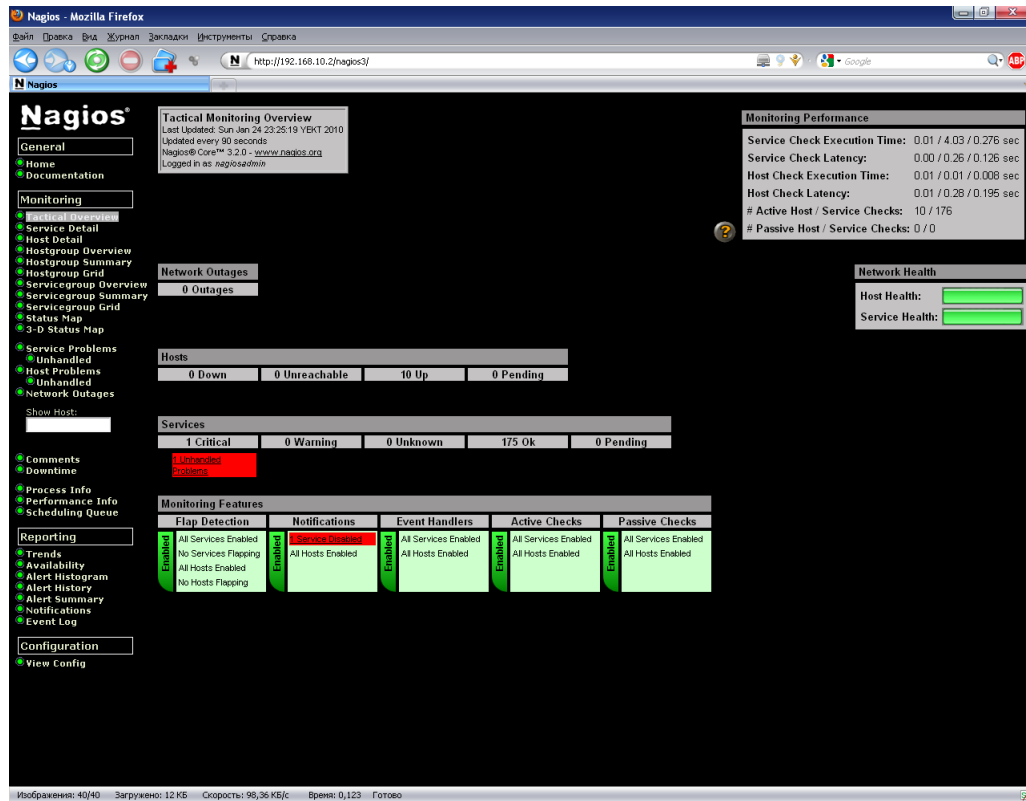 Nagios - Mozilla Firefox
Файл Правка Вид Журнал Закладки Инструменты Справка
N http://192.168.10.2/nagios3/
Google
ABP
N Nagios
Nagios®
General
Home
Documentation
Monitoring
Tactical Overview
Service Detail
Host Detail
Hostgroup Overview
Hostgroup Summary
Hostgroup Grid
Servicegroup Overview
Servicegroup Summary
Servicegroup Grid
Status Map
3-D Status Map
Service Problems
Unhandled
Host Problems
Unhandled
Network Outages
Show Host:
Comments
Downtime
Process Info
Performance Info
Scheduling Queue
Reporting
Trends
Availability
Alert Histogram
Alert History
Alert Summary
Notifications
Event Log
Configuration
View Config
Tactical Monitoring Overview
Last Updated: Sun Jan 24 23:25:19 YEKT 2010
Updated every 90 seconds
Nagios® Core™ 3.2.0 - www.nagios.org
Logged in as nagiosadmin
Monitoring Performance
Service Check Execution Time: 0.01 / 4.03 / 0.276 sec
Service Check Latency: 0.00 / 0.26 / 0.126 sec
Host Check Execution Time: 0.01 / 0.01 / 0.008 sec
Host Check Latency: 0.01 / 0.28 / 0.195 sec
# Active Host / Service Checks: 10 / 176
# Passive Host / Service Checks: 0 / 0
?
Network Outages
0 Outages
Network Health
Host Health:
Service Health:
Hosts
0 Down 0 Unreachable 10 Up 0 Pending
Services
1 Critical 0 Warning 0 Unknown 175 Ok 0 Pending
1 Unhandled
Problems
Monitoring Features
Flap Detection Notifications Event Handlers Active Checks Passive Checks
Enabled
All Services Enabled
No Services Flapping
All Hosts Enabled
No Hosts Flapping
Enabled
1 Service Disabled
All Hosts Enabled
Enabled
All Services Enabled
All Hosts Enabled
Enabled
All Services Enabled
All Hosts Enabled
Enabled
All Services Enabled
All Hosts Enabled
Изображения: 40/40 Загружено: 12 КБ Скорость: 98,36 КБ/с Время: 0,123 Готово